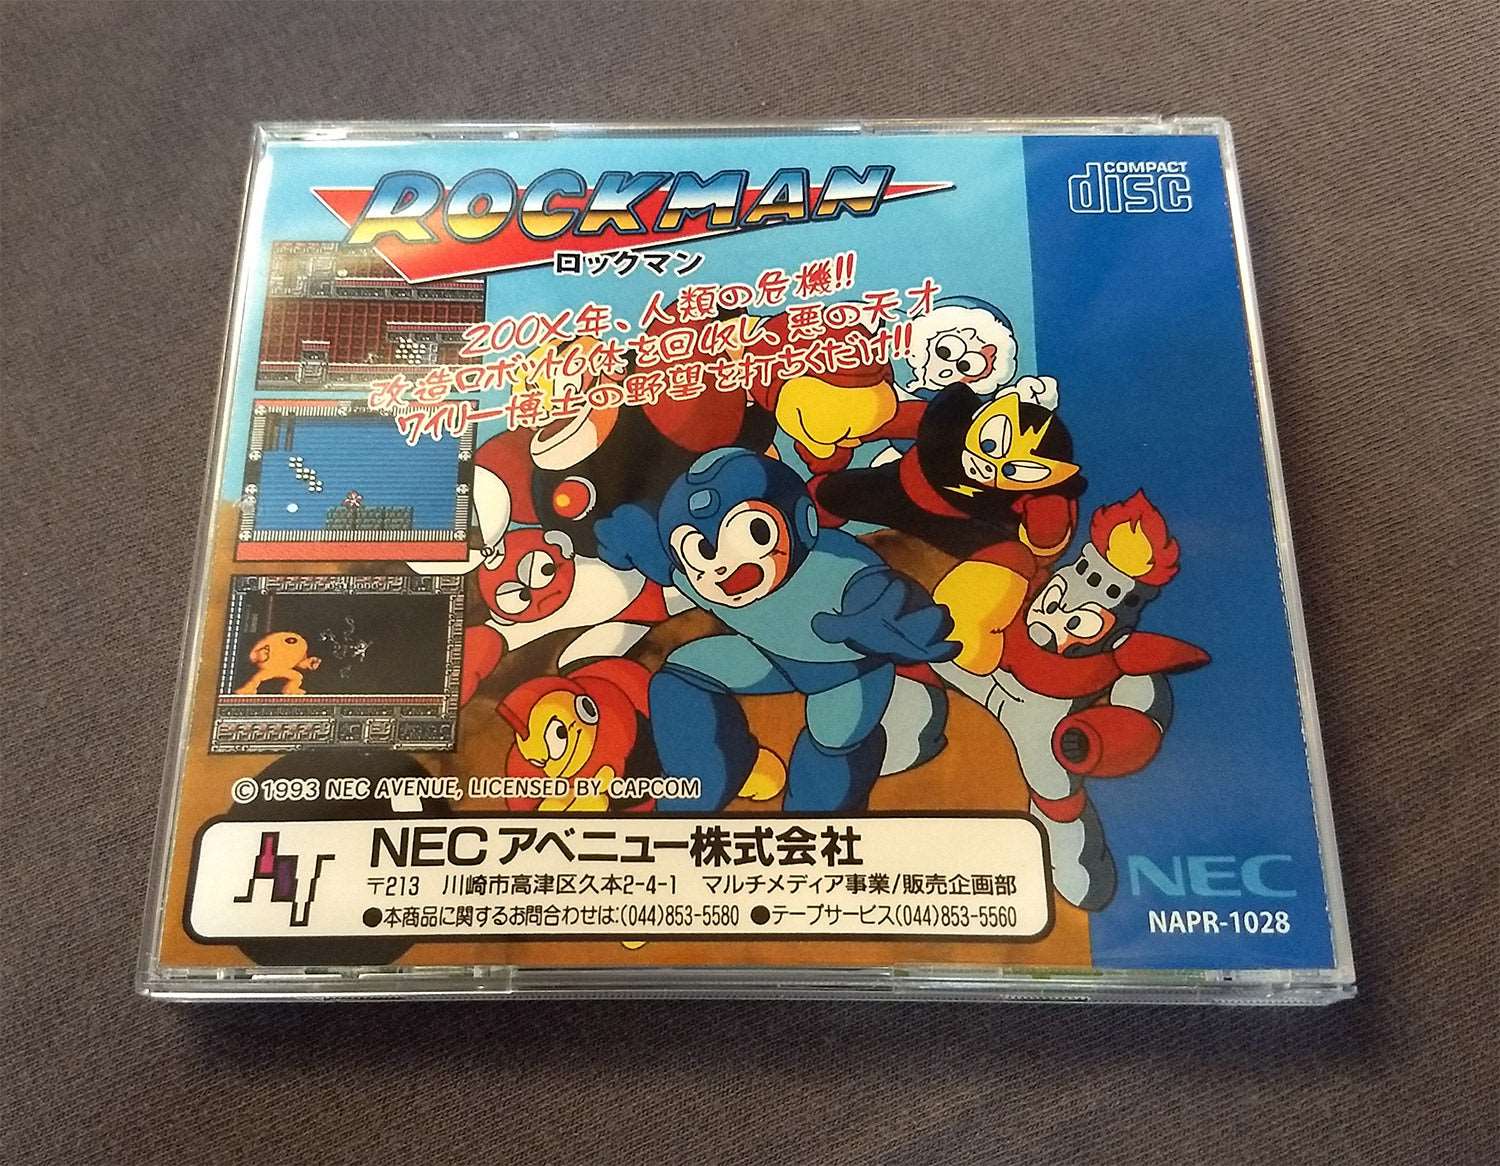 ROCKMAN
ロックマン
COMPACT
disc
200X年、人類の危機!!
改造ロボット6体を回収し、悪の天才
ワイリー博士の野望を打ちくだけ!!
© 1993 NEC AVENUE, LICENSED BY CAPCOM
AV
NECアベニュー株式会社
〒213 川崎市高津区久本2-4-1 マルチメディア事業/販売企画部
●本商品に関するお問合わせは:(044)853-5580 ●テープサービス(044)853-5560
NEC
NAPR-1028